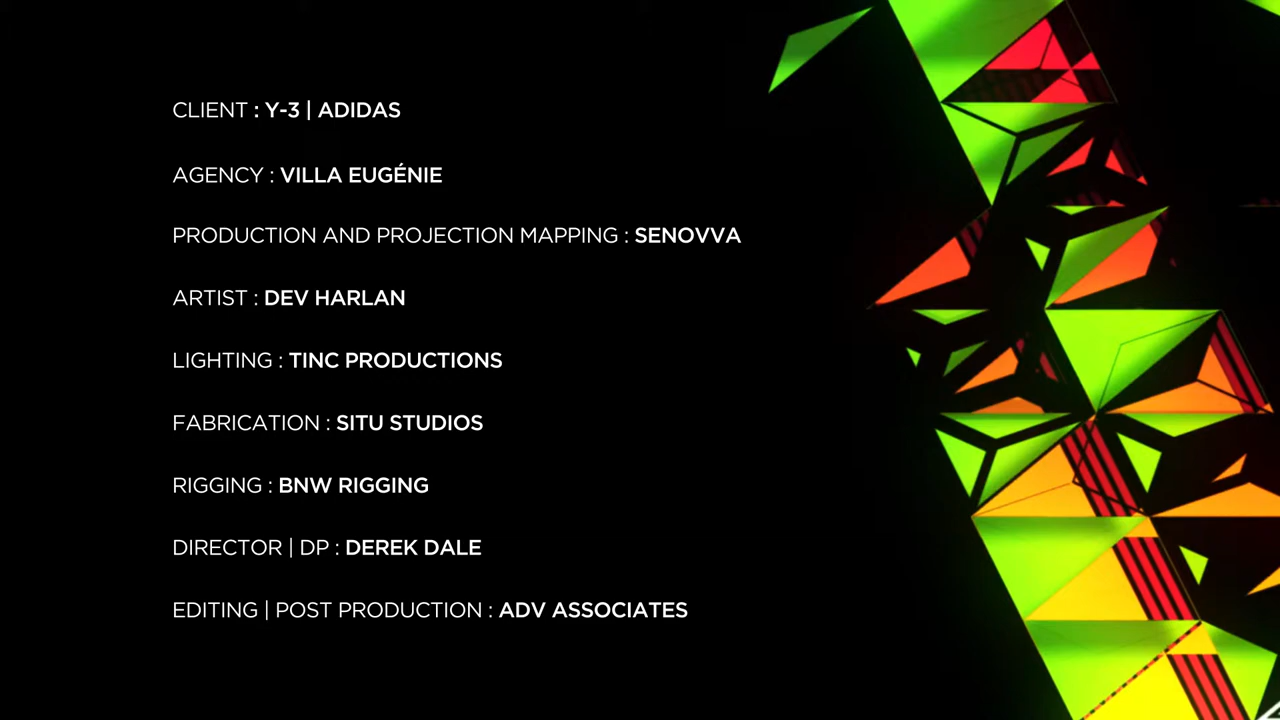 CLIENT : Y-3 | ADIDAS
AGENCY : VILLA EUGÉNIE
PRODUCTION AND PROJECTION MAPPING : SENOVVA
ARTIST : DEV HARLAN
LIGHTING : TINC PRODUCTIONS
FABRICATION : SITU STUDIOS
RIGGING : BNW RIGGING
DIRECTOR | DP : DEREK DALE
EDITING | POST PRODUCTION : ADV ASSOCIATES